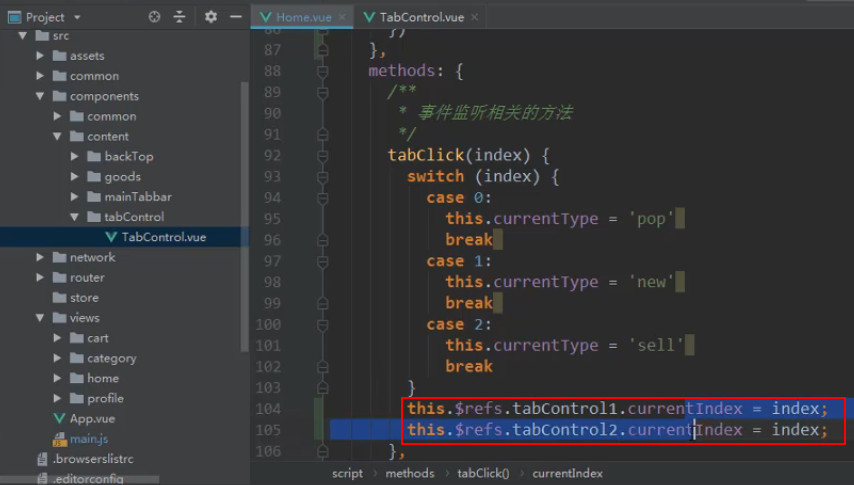 Project
Home.vue
TabControl.vue
src
assets
common
components
common
content
backTop
goods
mainTabbar
tabControl
TabControl.vue
network
router
store
views
cart
category
home
profile
App.vue
main.js
.browserslistrc
.editorconfig
86 })
87 },
88 methods: {
89 /**
90 * 事件监听相关的方法
91 */
92 tabClick(index) {
93 switch (index) {
94 case 0:
95 this.currentType = 'pop'
96 break
97 case 1:
98 this.currentType = 'new'
99 break
100 case 2:
101 this.currentType = 'sell'
102 break
103 }
104 this.$refs.tabControl1.currentIndex = index;
105 this.$refs.tabControl2.currentIndex = index;
106 },
script > methods > tabClick() > currentIndex